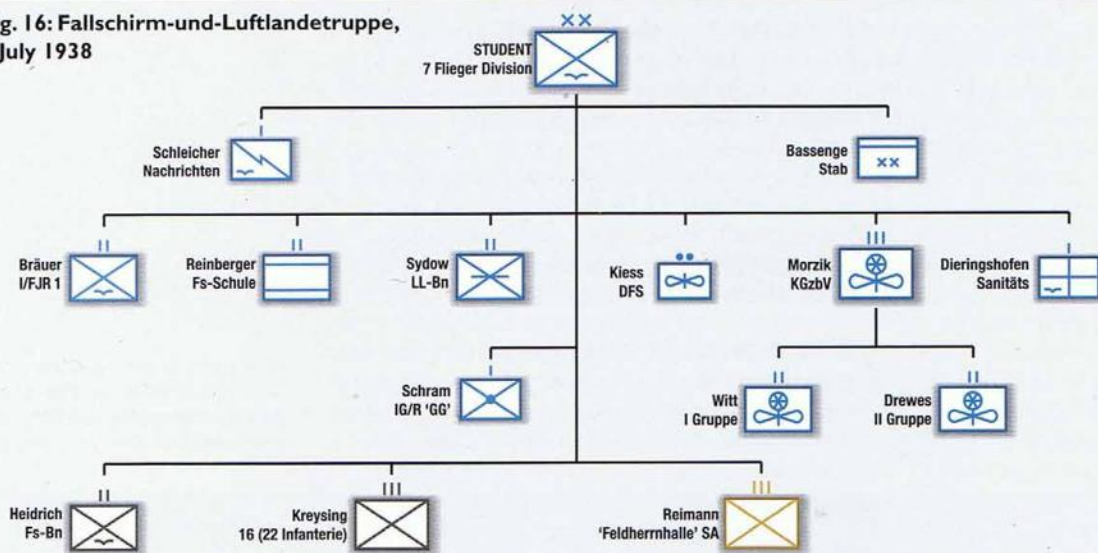 g. 16: Fallschirm-und-Luftlandetruppe,
July 1938
STUDENT
7 Flieger Division
Schleicher
Nachrichten
Bassenge
Stab
Bräuer
I/FJR 1
Reinberger
Fs-Schule
Sydow
LL-Bn
Kiess
DFS
Morzik
KGzbV
Dieringshofen
Sanitäts
Schram
IG/R 'GG'
Witt
I Gruppe
Drewes
II Gruppe
Heidrich
Fs-Bn
Kreysing
16 (22 Infanterie)
Reimann
'Feldherrnhalle' SA